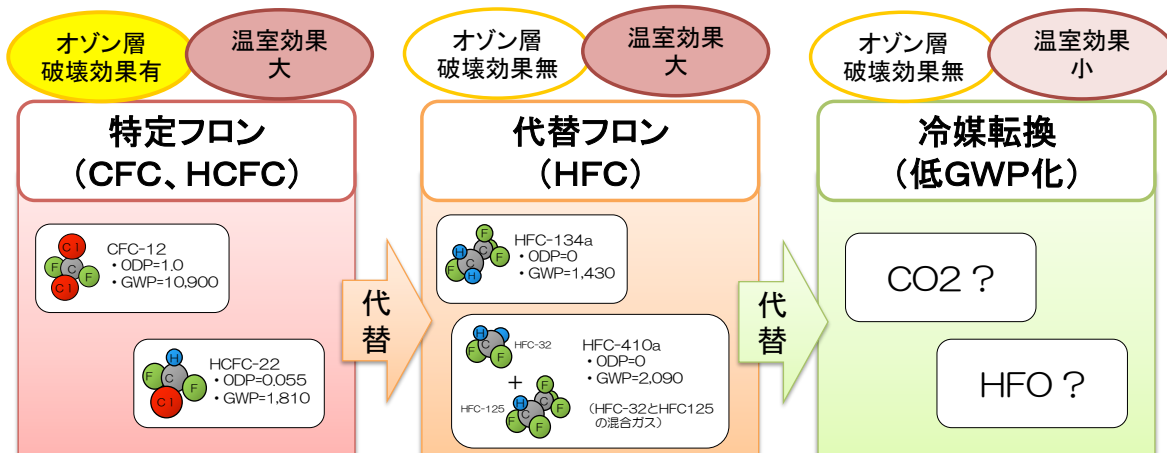 オゾン層
破壊効果有
温室効果
大
特定フロン
（CFC、HCFC）
Cl
F
C
F
Cl
CFC-12
・ODP=1.0
・GWP=10,900
H
F
C
F
Cl
HCFC-22
・ODP=0.055
・GWP=1,810
代
替
オゾン層
破壊効果無
温室効果
大
代替フロン
（HFC）
F
H
C
F
F
H
HFC-134a
・ODP=0
・GWP=1,430
H
C
F
F
HFC-32
+
HFC-125
F
H
C
C
F
F
F
HFC-410a
・ODP=0
・GWP=2,090
（HFC-32とHFC125
の混合ガス）
代
替
オゾン層
破壊効果無
温室効果
小
冷媒転換
（低GWP化）
CO2？
HFO？